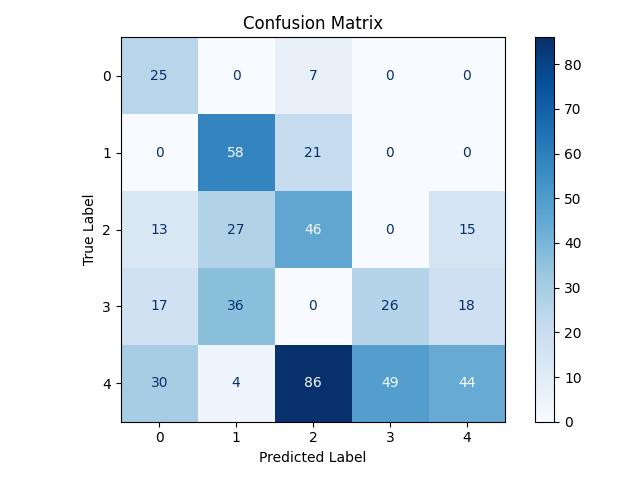 Confusion Matrix
True Label
0 25 0 7 0 0
1 0 58 21 0 0
2 13 27 46 0 15
3 17 36 0 26 18
4 30 4 86 49 44
0 1 2 3 4
Predicted Label
80
70
60
50
40
30
20
10
0